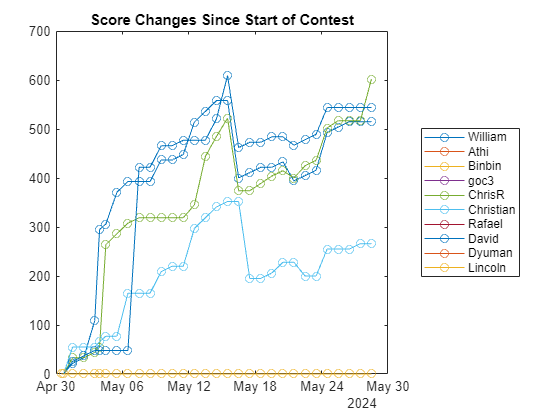 Score Changes Since Start of Contest
700
600
500
400
300
200
100
0
Apr 30 May 06 May 12 May 18 May 24 May 30
2024
William
Athi
Binbin
goc3
ChrisR
Christian
Rafael
David
Dyuman
Lincoln